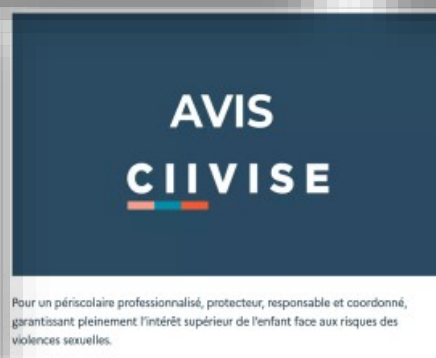 AVIS
CIIVISE
Pour un périscolaire professionnalisé, protecteur, responsable et coordonné,
garantissant pleinement l'intérêt supérieur de l'enfant face aux risques des
violences sexuelles.